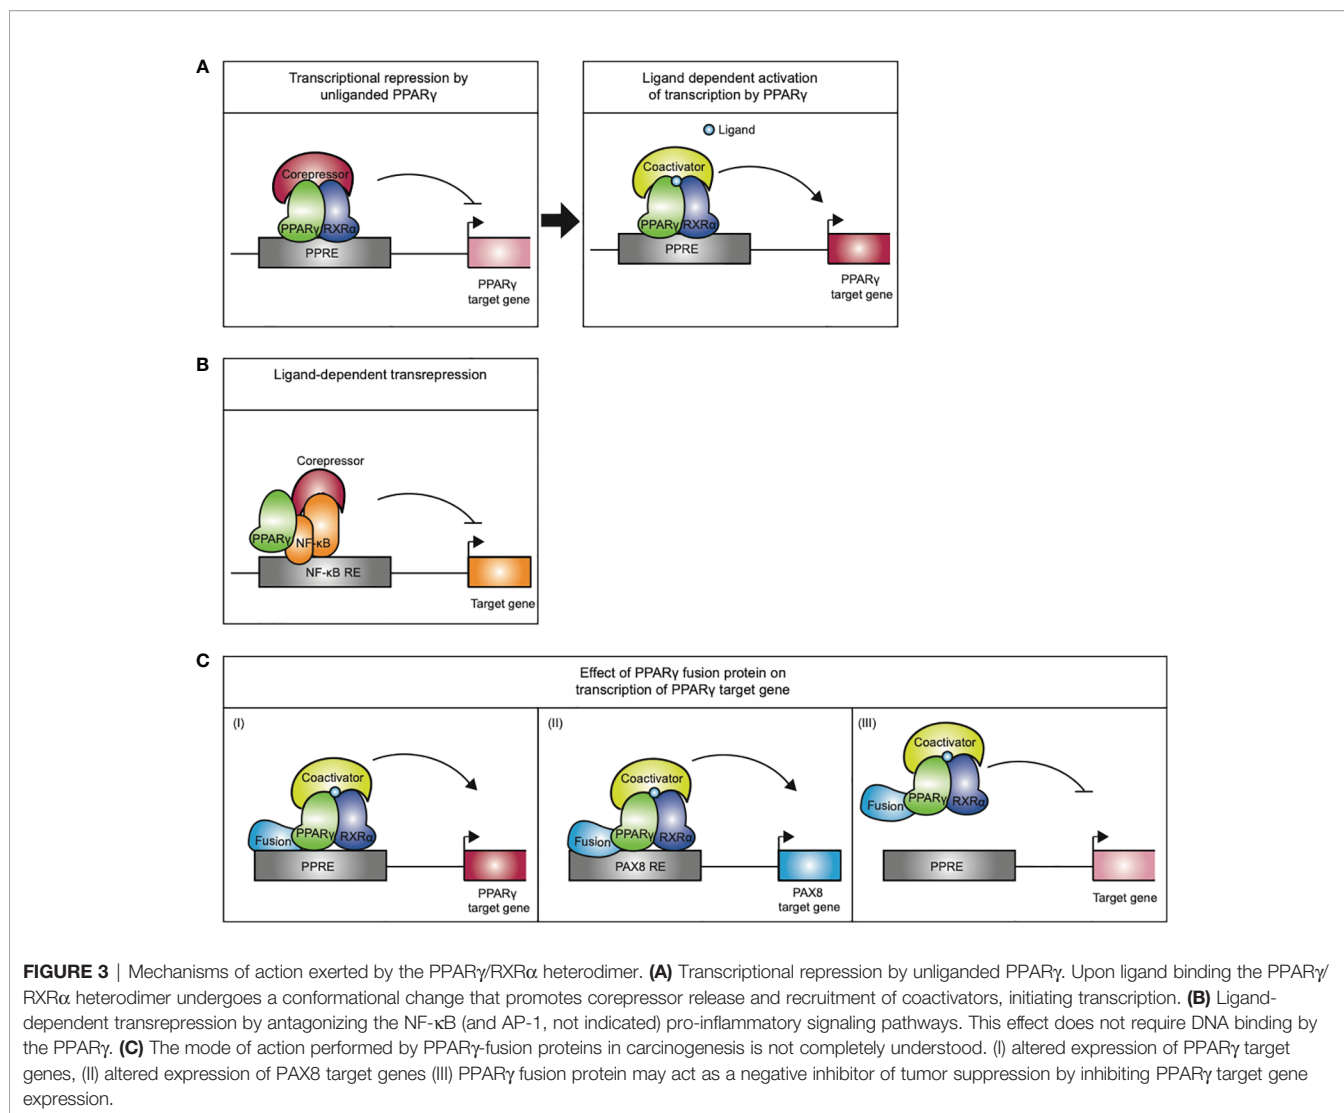 A
Transcriptional repression by
unliganded PPARγ
Corepressor
PPARγ
RXRα
PPRE
PPARγ
target gene
Ligand dependent activation
of transcription by PPARγ
Ligand
Coactivator
PPARγ
RXRα
PPRE
PPARγ
target gene
B
Ligand-dependent transrepression
Corepressor
PPARγ
NF-κB
NF-κB RE
Target gene
C
Effect of PPARγ fusion protein on
transcription of PPARγ target gene
(I)
Coactivator
Fusion
PPARγ
RXRα
PPRE
PPARγ
target gene
(II)
Coactivator
Fusion
PPARγ
RXRα
PAX8 RE
PAX8
target gene
(III)
Coactivator
Fusion
PPARγ
RXRα
PPRE
Target gene
FIGURE 3 | Mechanisms of action exerted by the PPARγ/RXRα heterodimer. (A) Transcriptional repression by unliganded PPARγ. Upon ligand binding the PPARγ/
RXRα heterodimer undergoes a conformational change that promotes corepressor release and recruitment of coactivators, initiating transcription. (B) Ligand-
dependent transrepression by antagonizing the NF-κB (and AP-1, not indicated) pro-inflammatory signaling pathways. This effect does not require DNA binding by
the PPARγ. (C) The mode of action performed by PPARγ-fusion proteins in carcinogenesis is not completely understood. (I) altered expression of PPARγ target
genes, (II) altered expression of PAX8 target genes (III) PPARγ fusion protein may act as a negative inhibitor of tumor suppression by inhibiting PPARγ target gene
expression.